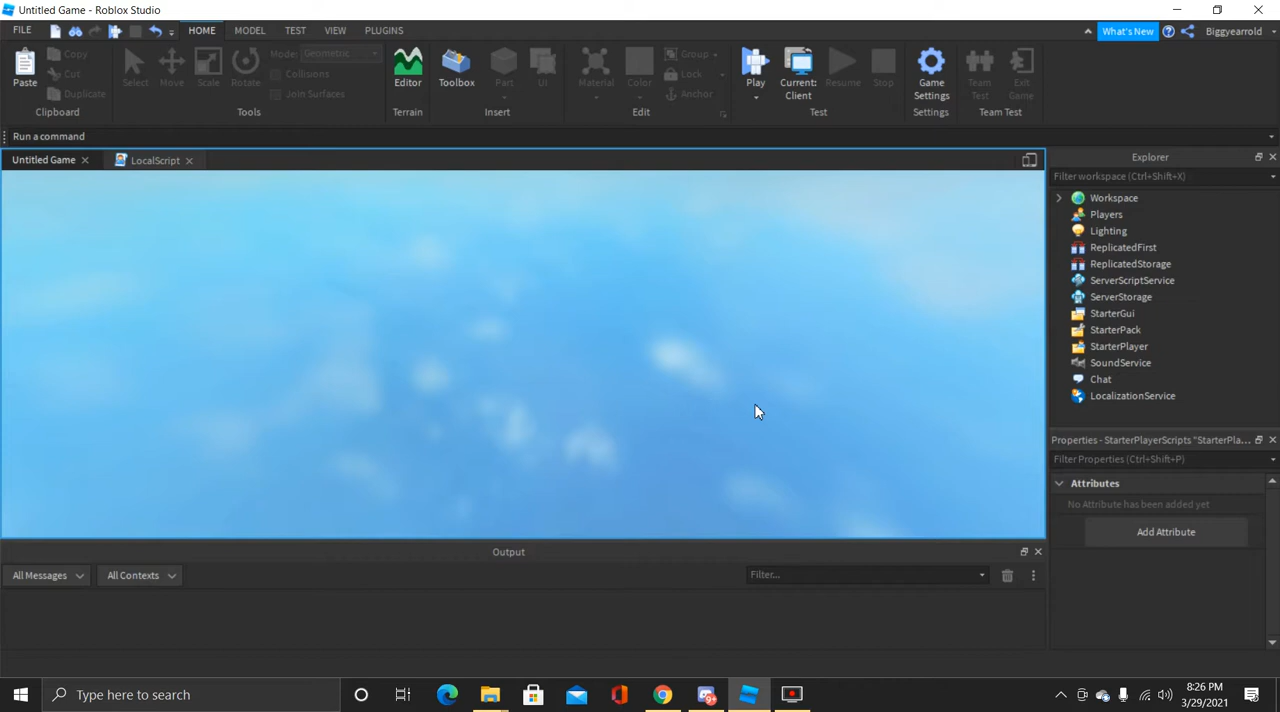 Untitled Game - Roblox Studio
FILE HOME MODEL TEST VIEW PLUGINS What's New Biggyearrold
Paste Copy Cut Duplicate Select Move Scale Rotate Mode: Geometric Collisions Join Surfaces Editor Toolbox Part UI Material Color Group Lock Anchor Play Current: Client Resume Stop Game Settings Team Test Exit Game
Clipboard Tools Terrain Insert Edit Test Settings Team Test
Run a command
Untitled Game LocalScript
Explorer
Filter workspace (Ctrl+Shift+X)
Workspace
Players
Lighting
ReplicatedFirst
ReplicatedStorage
ServerScriptService
ServerStorage
StarterGui
StarterPack
StarterPlayer
SoundService
Chat
LocalizationService
Properties - StarterPlayerScripts "StarterPla...
Filter Properties (Ctrl+Shift+P)
Attributes
No Attribute has been added yet
Add Attribute
Output
All Messages All Contexts Filter...
Type here to search
8:26 PM
3/29/2021